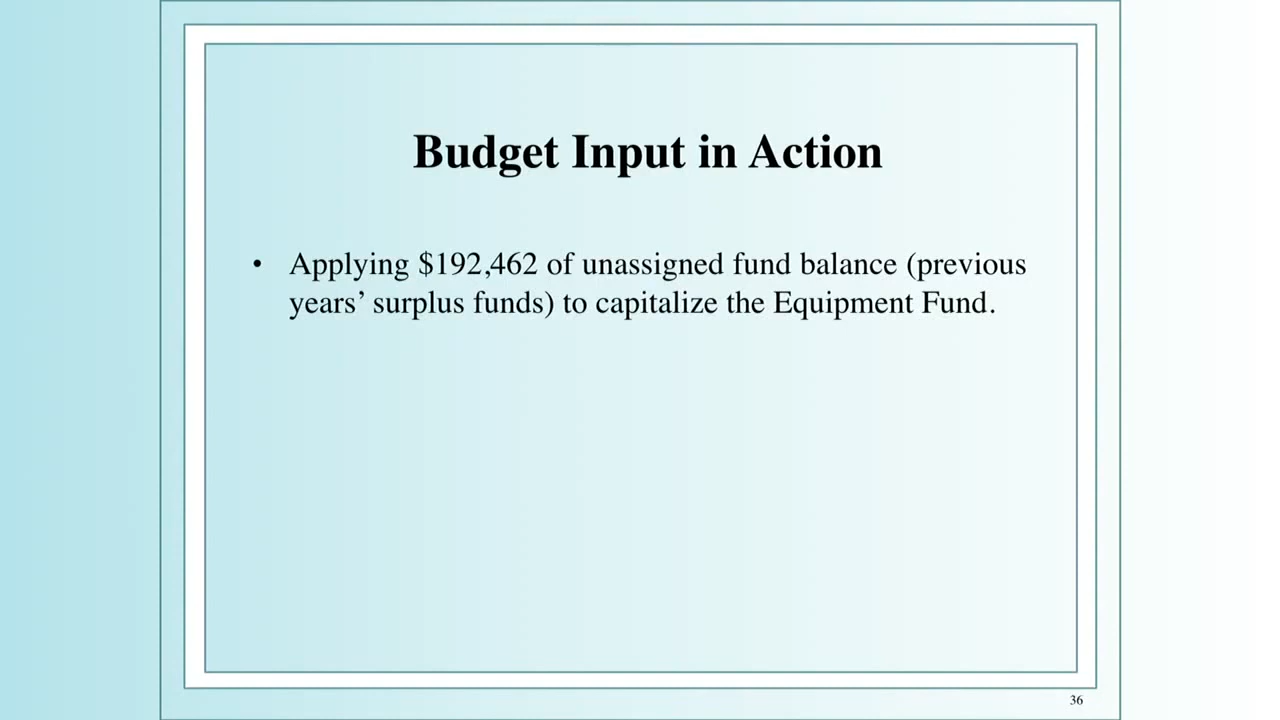 Budget Input in Action
• Applying $192,462 of unassigned fund balance (previous
years’ surplus funds) to capitalize the Equipment Fund.
36